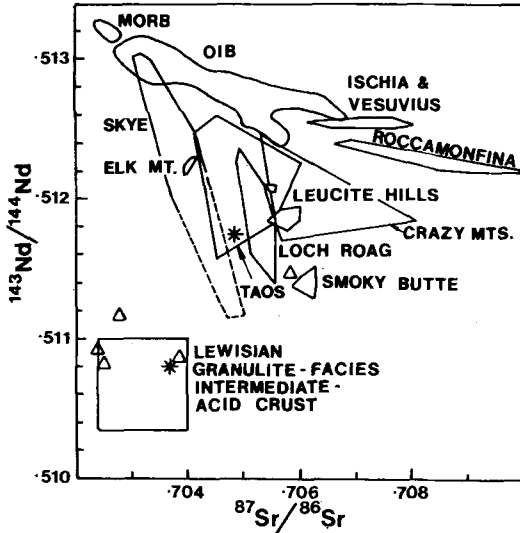 MORB
·513
OIB
ISCHIA &
VESUVIUS
SKYE
ROCCAMONFINA
ELK MT.
·512
LEUCITE HILLS
CRAZY MTS.
LOCH ROAG
TAOS
SMOKY BUTTE
143Nd/144Nd
·511
LEWISIAN
GRANULITE-FACIES
INTERMEDIATE-
ACID CRUST
·510
·704
·706
·708
87Sr/86Sr